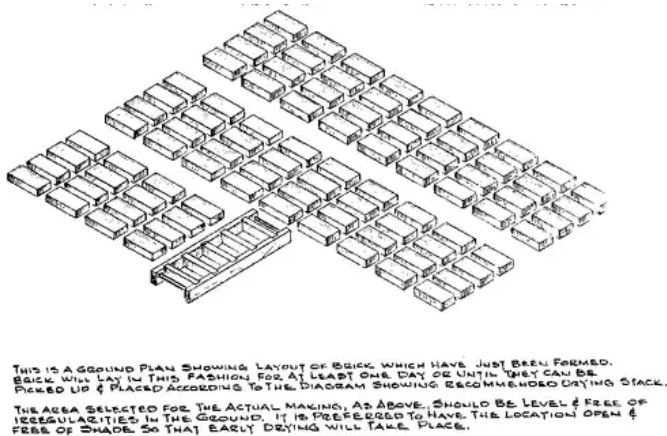 THIS IS A GROUND PLAN SHOWING LAYOUT OF BRICK WHICH HAVE JUST BEEN FORMED.
BRICK WILL LAY IN THIS FASHION FOR AT LEAST ONE DAY OR UNTIL THEY CAN BE
PICKED UP & PLACED ACCORDING TO THE DIAGRAM SHOWING RECOMMENDED DRYING STACK.
THE AREA SELECTED FOR THE ACTUAL MAKING, AS ABOVE, SHOULD BE LEVEL & FREE OF
IRREGULARITIES IN THE GROUND. IT IS PREFERRED TO HAVE THE LOCATION OPEN &
FREE OF SHADE SO THAT EARLY DRYING WILL TAKE PLACE.